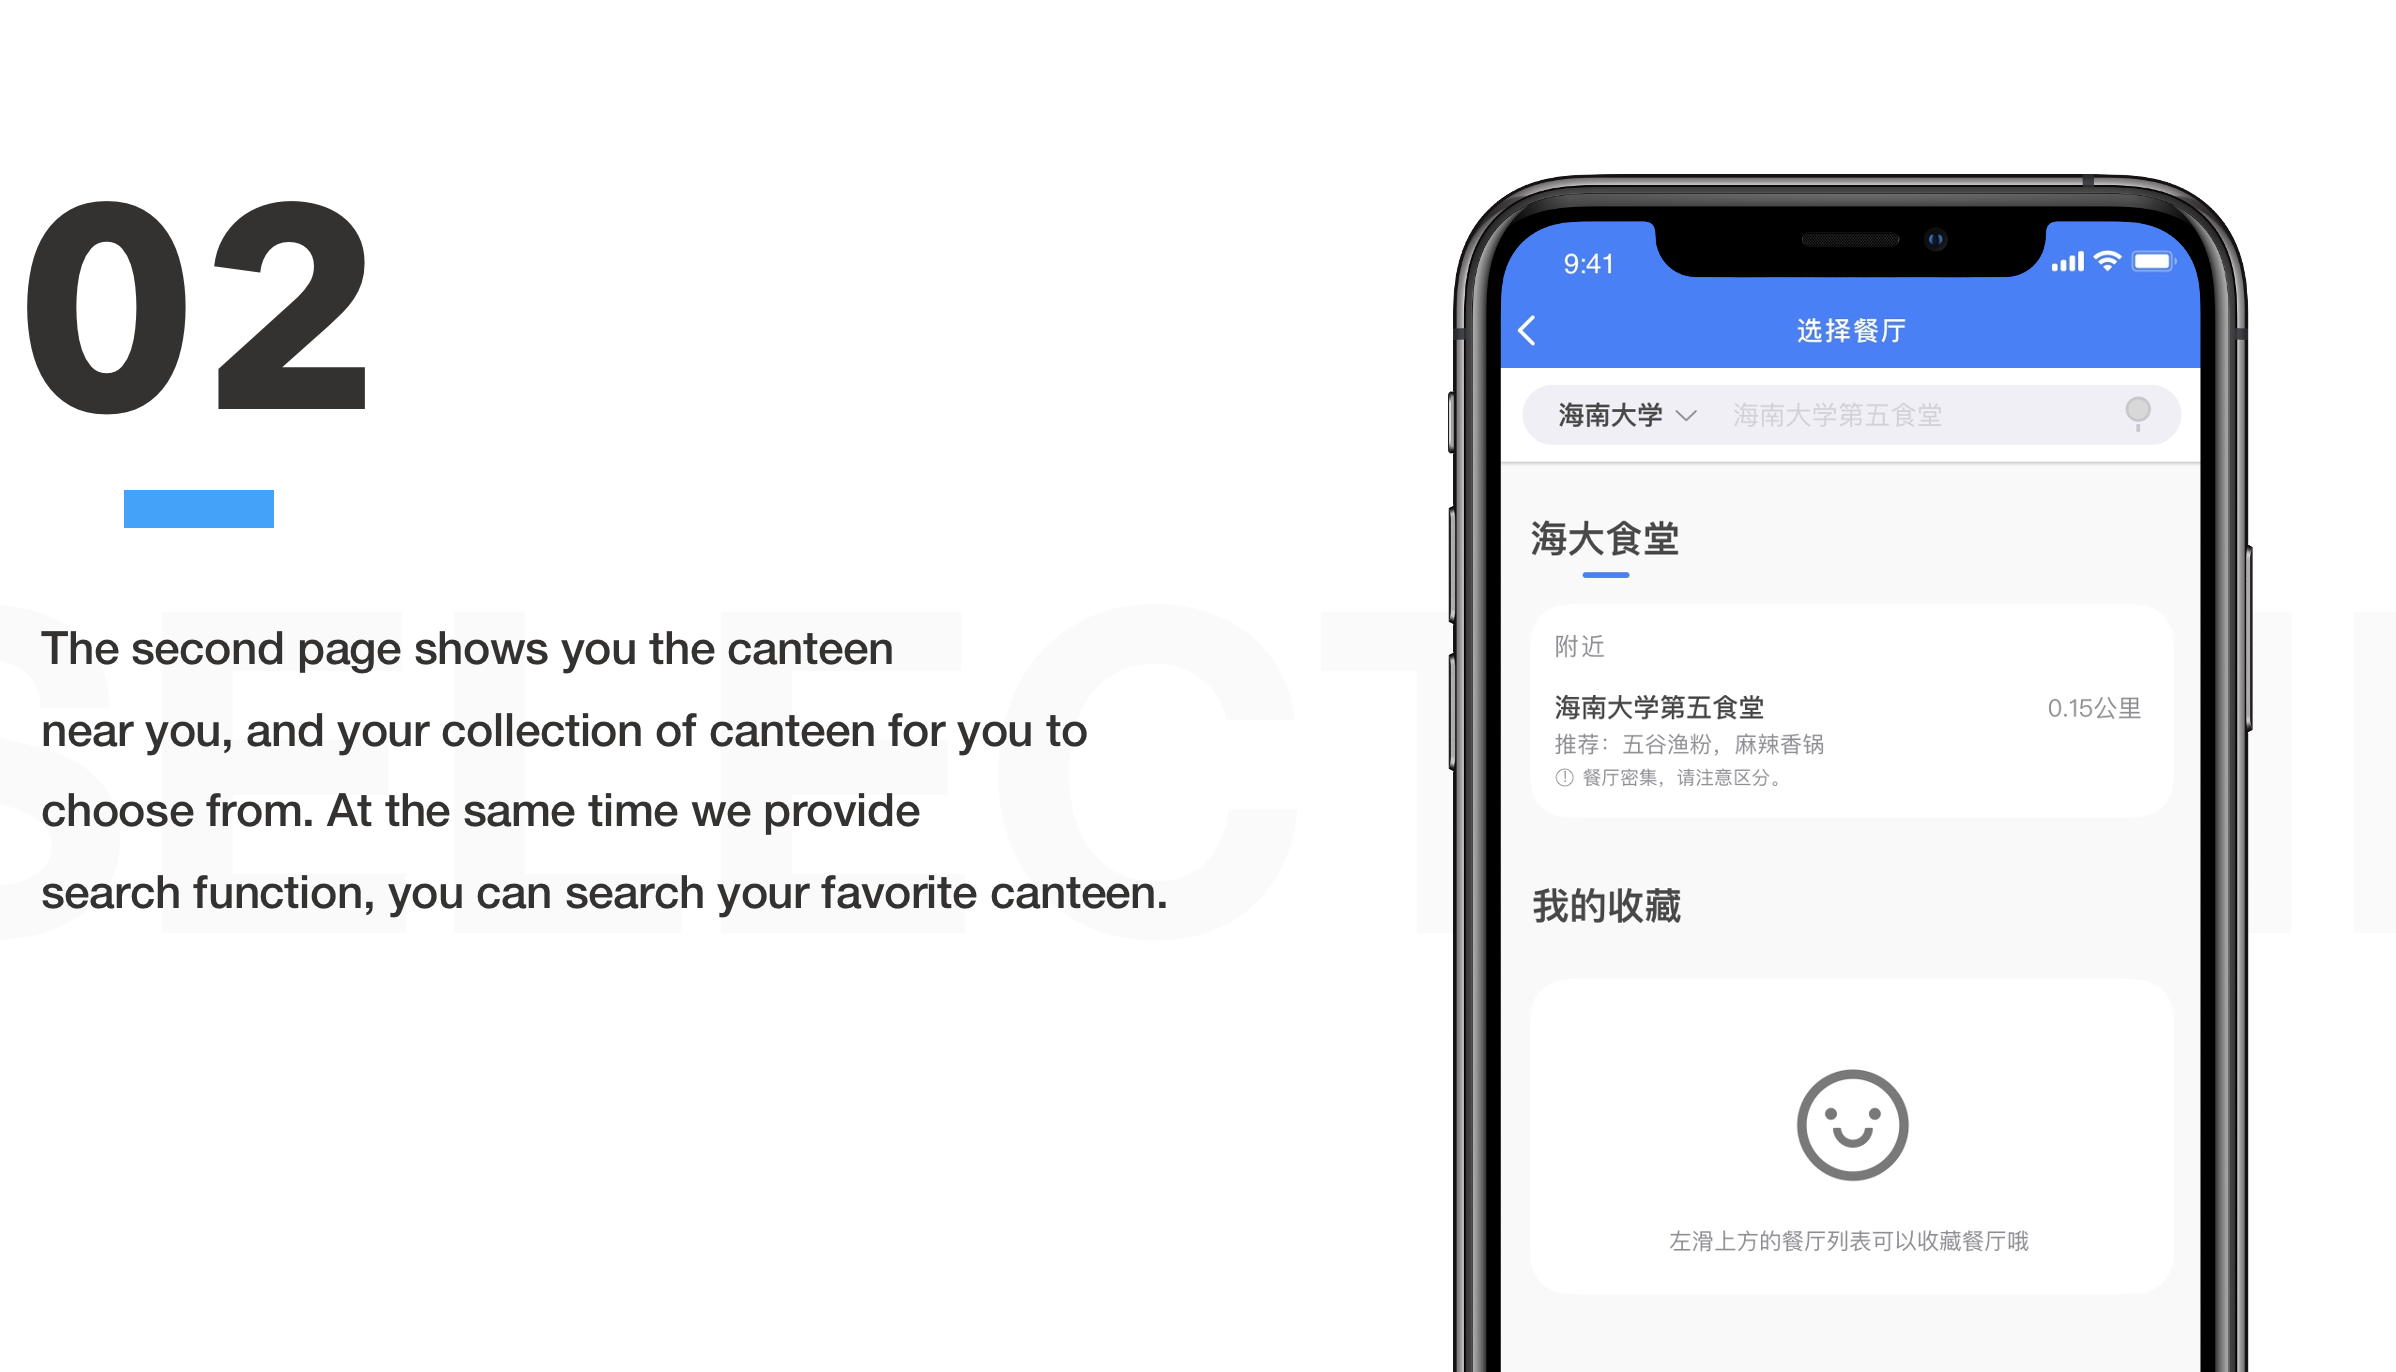 02
SELECT
The second page shows you the canteen
near you, and your collection of canteen for you to
choose from. At the same time we provide
search function, you can search your favorite canteen.
9:41
选择餐厅
海南大学 海南大学第五食堂
海大食堂
附近
海南大学第五食堂 0.15公里
推荐：五谷渔粉，麻辣香锅
餐厅密集，请注意区分。
我的收藏
左滑上方的餐厅列表可以收藏餐厅哦